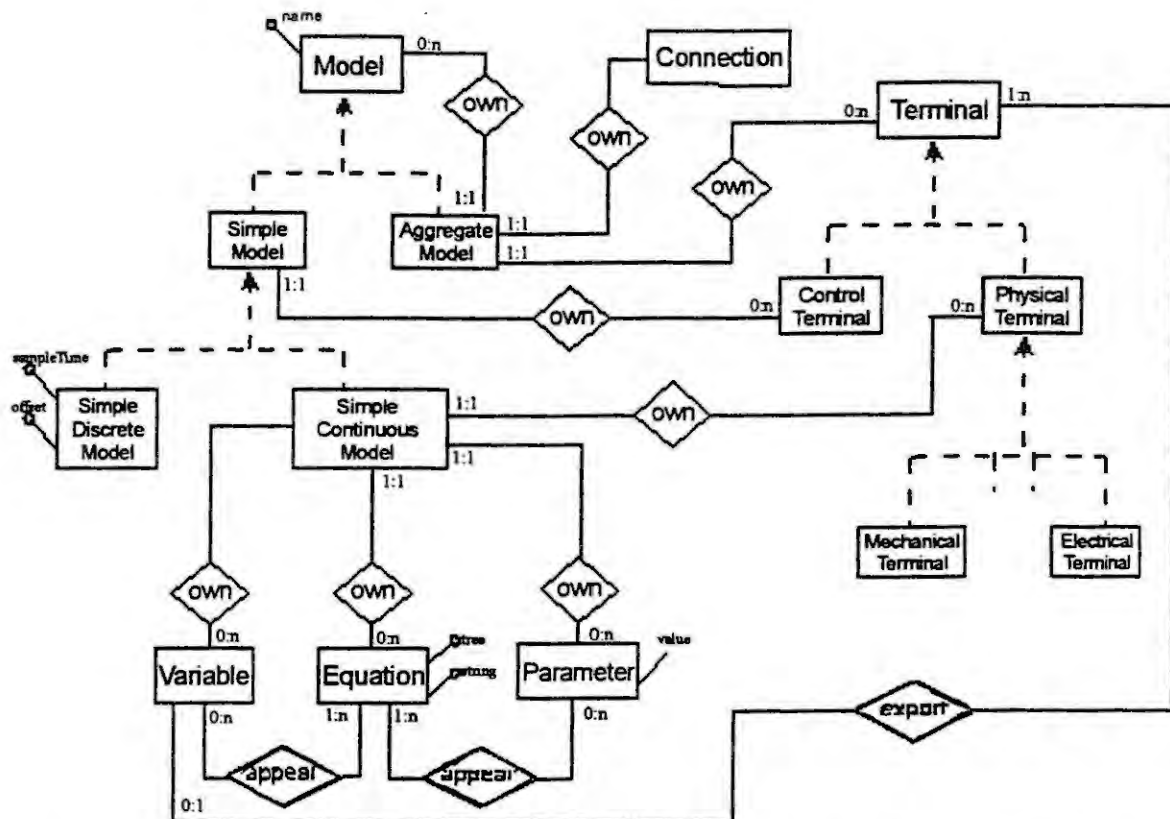 name
0:n
Model
Connection
own
own
0:n
Terminal
1:n
own
1:1
Simple
Model
Aggregate
Model
1:1
1:1
1:1
own
0:n
Control
Terminal
0:n
Physical
Terminal
sampleTime
offset
Simple
Discrete
Model
Simple
Continuous
Model
1:1
1:1
1:1
own
Mechanical
Terminal
Electrical
Terminal
own
own
own
0:n
0:n
0:n
Variable
Equation
tree
string
Parameter
value
0:n
1:n
1:n
0:n
export
appear
appear
0:1